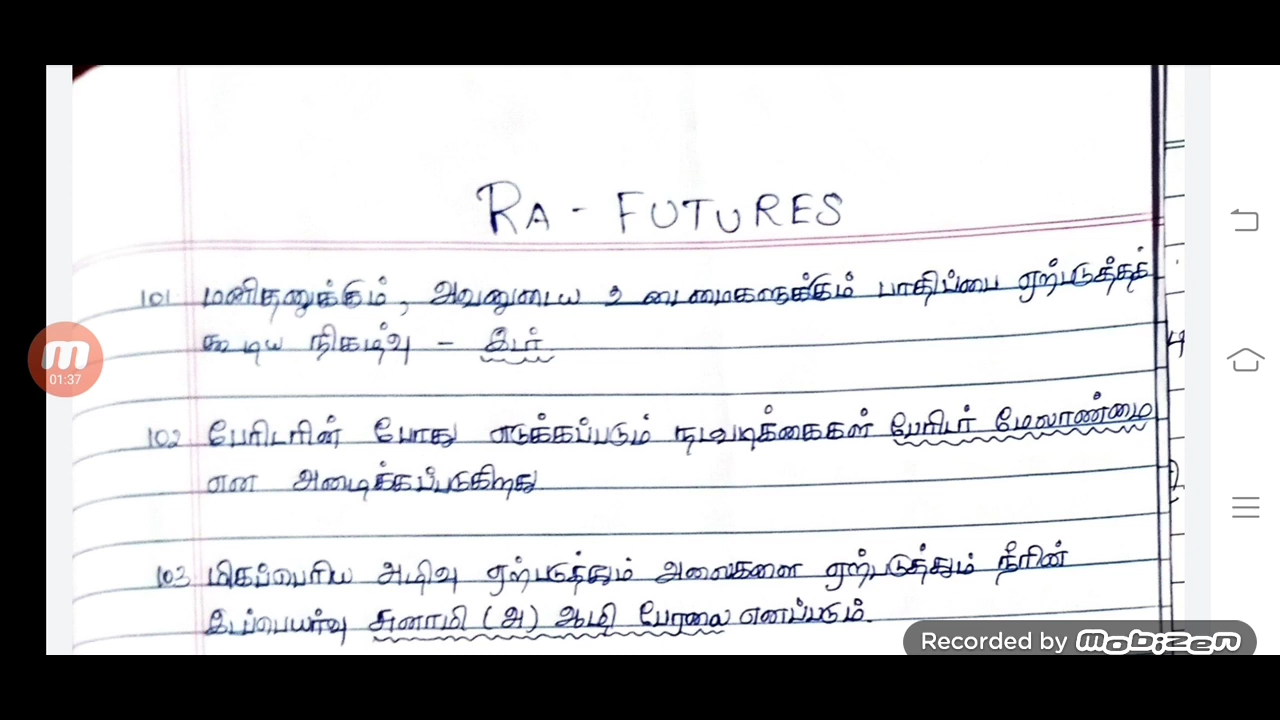 RA - FUTURES
101 மனிதனுக்கும், அவனுடைய உடைமைகளுக்கும் பாதிப்பை ஏற்படுத்தக்
கூடிய நிகழ்வு - இடர்.
102 பேரிடரின் போது எடுக்கப்படும் நடவடிக்கைகள் பேரிடர் மேலாண்மை
என அழைக்கப்படுகிறது
103 மிகப்பெரிய அழிவு ஏற்படுத்தும் அலைகளை ஏற்படுத்தும் நீரின்
இடப்பெயர்வு சுனாமி (அ) ஆழி பேரலை எனப்படும்.
01:37
Recorded by Mobizen